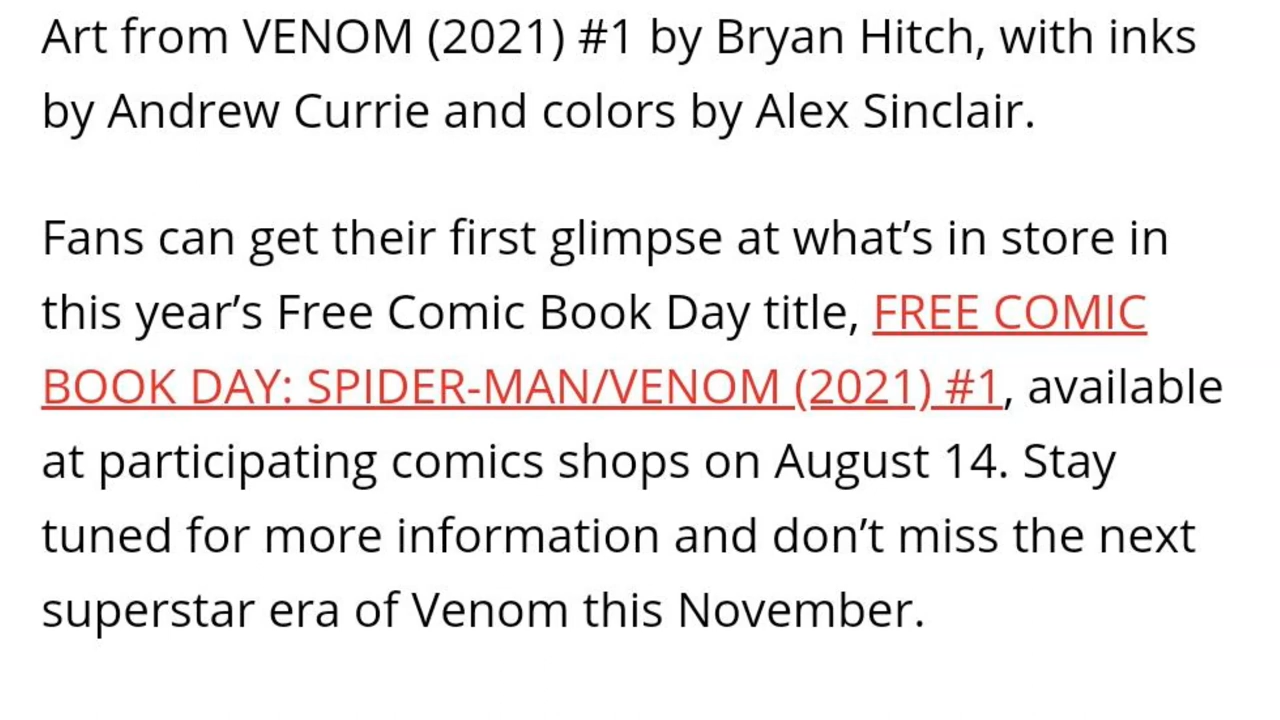 Art from VENOM (2021) #1 by Bryan Hitch, with inks
by Andrew Currie and colors by Alex Sinclair.
Fans can get their first glimpse at what’s in store in
this year’s Free Comic Book Day title, FREE COMIC
BOOK DAY: SPIDER-MAN/VENOM (2021) #1, available
at participating comics shops on August 14. Stay
tuned for more information and don’t miss the next
superstar era of Venom this November.